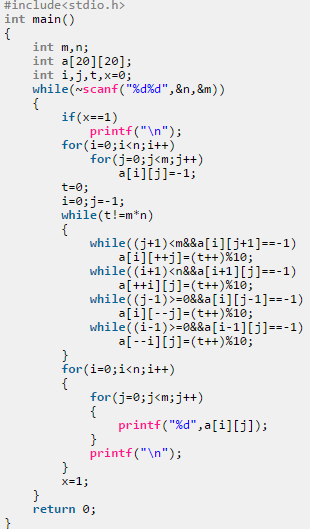 #include<stdio.h>
int main()
{
    int m,n;
    int a[20][20];
    int i,j,t,x=0;
    while(~scanf("%d%d",&n,&m))
    {
        if(x==1)
            printf("\n");
        for(i=0;i<n;i++)
            for(j=0;j<m;j++)
                a[i][j]=-1;
        t=0;
        i=0;j=-1;
        while(t!=m*n)
        {
            while((j+1)<m&&a[i][j+1]==-1)
                a[i][++j]=(t++)%10;
            while((i+1)<n&&a[i+1][j]==-1)
                a[++i][j]=(t++)%10;
            while((j-1)>=0&&a[i][j-1]==-1)
                a[i][--j]=(t++)%10;
            while((i-1)>=0&&a[i-1][j]==-1)
                a[--i][j]=(t++)%10;
        }
        for(i=0;i<n;i++)
        {
            for(j=0;j<m;j++)
            {
                printf("%d",a[i][j]);
            }
            printf("\n");
        }
        x=1;
    }
    return 0;
}